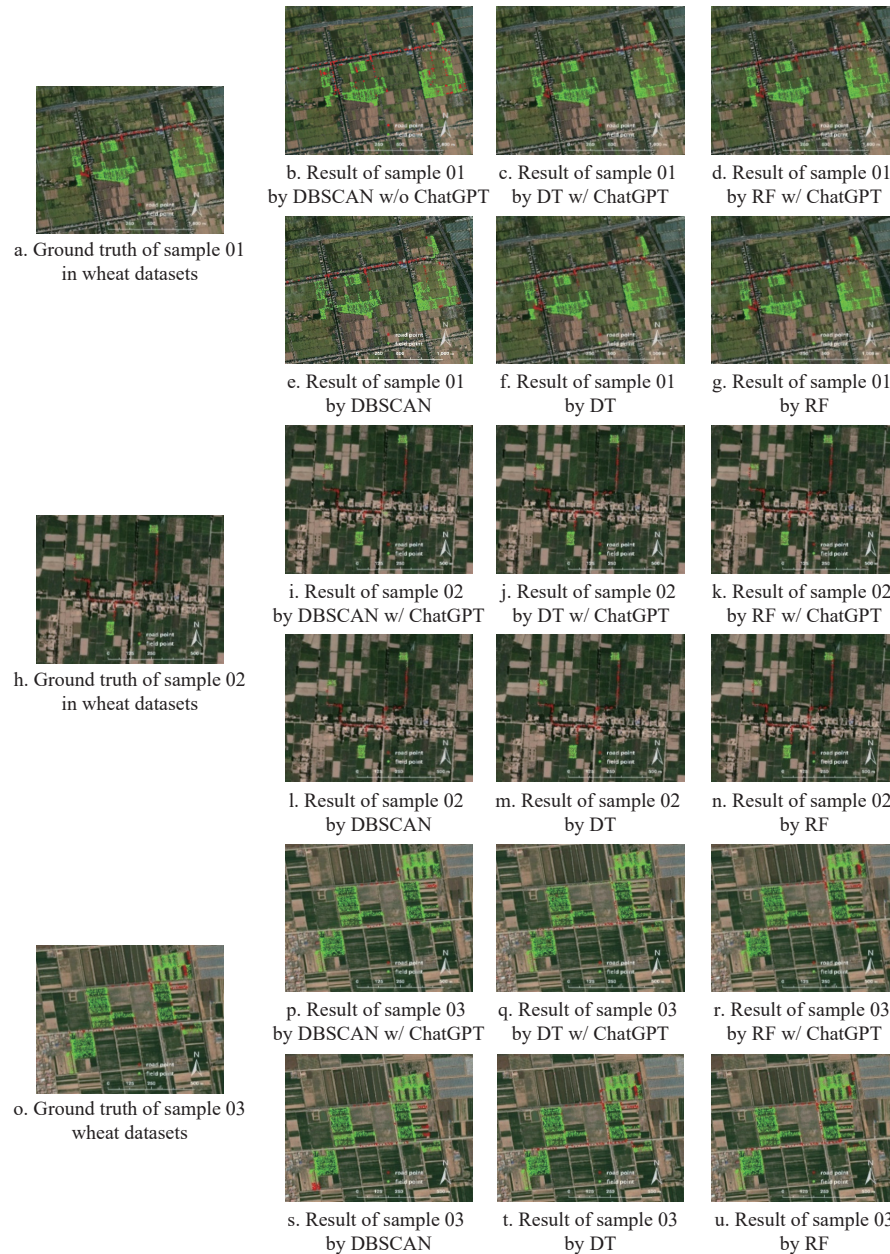 a. Ground truth of sample 01
in wheat datasets
b. Result of sample 01
by DBSCAN w/o ChatGPT
c. Result of sample 01
by DT w/ ChatGPT
d. Result of sample 01
by RF w/ ChatGPT
e. Result of sample 01
by DBSCAN
f. Result of sample 01
by DT
g. Result of sample 01
by RF
h. Ground truth of sample 02
in wheat datasets
i. Result of sample 02
by DBSCAN w/ ChatGPT
j. Result of sample 02
by DT w/ ChatGPT
k. Result of sample 02
by RF w/ ChatGPT
l. Result of sample 02
by DBSCAN
m. Result of sample 02
by DT
n. Result of sample 02
by RF
o. Ground truth of sample 03
wheat datasets
p. Result of sample 03
by DBSCAN w/ ChatGPT
q. Result of sample 03
by DT w/ ChatGPT
r. Result of sample 03
by RF w/ ChatGPT
s. Result of sample 03
by DBSCAN
t. Result of sample 03
by DT
u. Result of sample 03
by RF